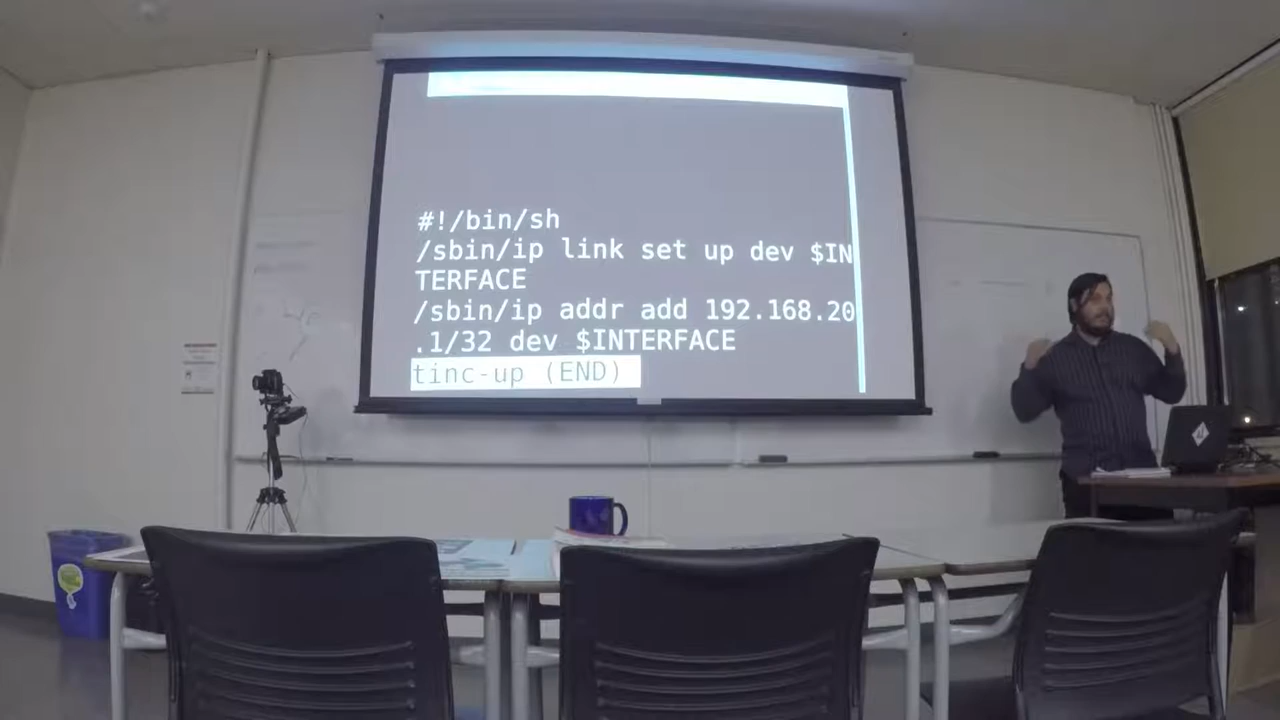 #!/bin/sh
/sbin/ip link set up dev $IN
TERFACE
/sbin/ip addr add 192.168.20
.1/32 dev $INTERFACE
tinc-up (END)